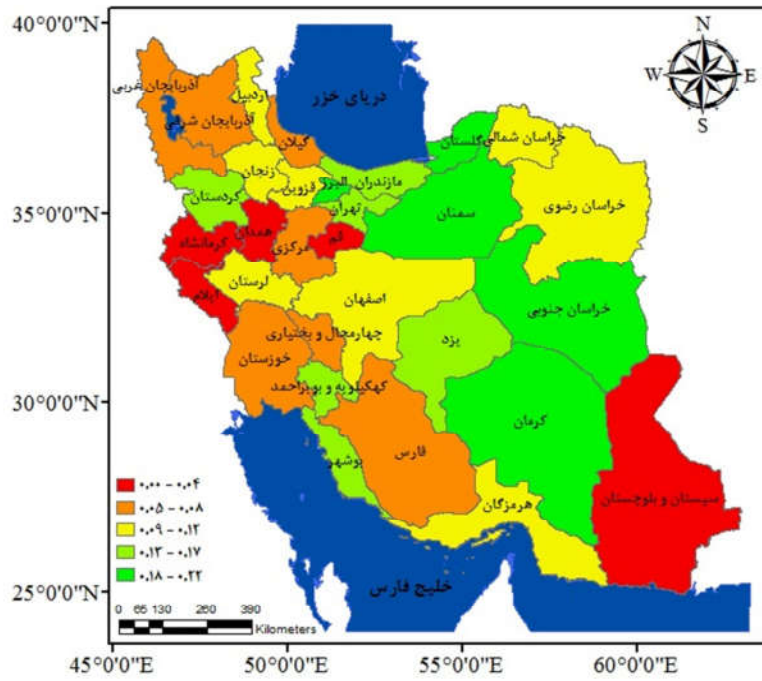 40°0'0"N
35°0'0"N
30°0'0"N
25°0'0"N
45°0'0"E
50°0'0"E
55°0'0"E
60°0'0"E
N
W
E
S
دریای خزر
آذربایجان غربی
آذربایجان شرقی
اردبیل
گیلان
زنجان
قزوین
البرز
مازندران
گلستان
خراسان شمالی
خراسان رضوی
کردستان
تهران
سمنان
کرمانشاه
همدان
مرکزی
قم
ایلام
لرستان
اصفهان
خراسان جنوبی
چهارمحال و بختیاری
خوزستان
یزد
کهکیلویه و بویراحمد
کرمان
فارس
بوشهر
هرمزگان
سیستان و بلوچستان
خلیج فارس
۰.۰۰ - ۰.۰۴
۰.۰۵ - ۰.۰۸
۰.۰۹ - ۰.۱۲
۰.۱۳ - ۰.۱۷
۰.۱۸ - ۰.۲۲
0 65 130 260 390
Kilometers